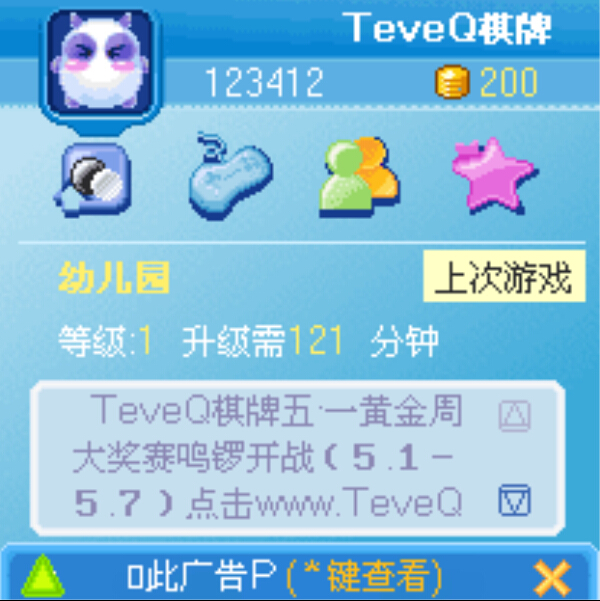 TeveQ棋牌
123412
200
幼儿园
上次游戏
等级:1 升级需121 分钟
TeveQ棋牌五·一黄金周
大奖赛鸣锣开战(5.1-
5.7)点击www.TeveQ
此广告P(*键查看)